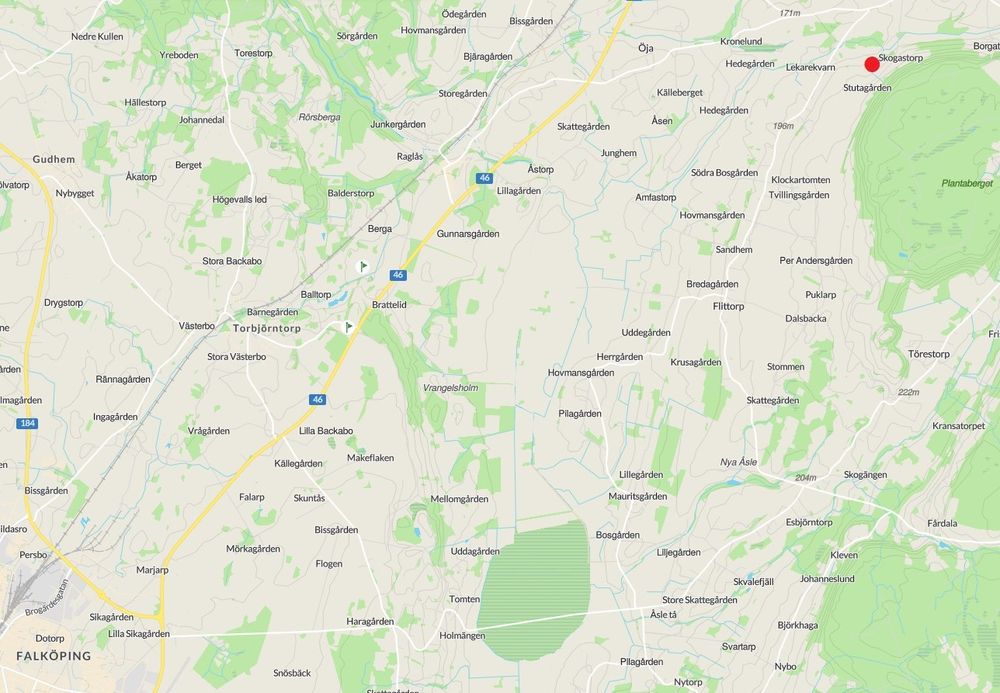 Ödegården
Bissgården
171m
Nedre Kullen
Sörgården
Hovmansgården
Kronelund
Öja
Borgat
Yreboden
Torestorp
Bjäragården
Skogastorp
Hedegården
Lekarekvarn
Stutagården
Storegården
Källeberget
Hällestorp
Hedegården
Johannedal
Rörsberga
Junkergården
Skattegården
Åsen
196m
Gudhem
Raglås
Junghem
Berget
Åkatorp
Åstorp
Södra Bosgården
Klockartomten
46
Plantaberget
Nybygget
Balderstorp
Lillagården
Amfastorp
Tvillingsgården
Högevalls led
Hovmansgården
Berga
Gunnarsgården
Sandhem
Stora Backabo
Per Andersgården
46
Bredagården
Drygstorp
Balltorp
Brattelid
Puklarp
Flittorp
Barnegården
Dalsbacka
Västerbo
Torbjörntorp
Uddegården
Stora Västerbo
Herrgården
Krusagården
Törestorp
Stommen
Rännagården
Hovmansgården
Vrangelsholm
222m
46
Skattegården
Ingagården
Pilagården
184
Vrågården
Lilla Backabo
Kransatorpet
Makeflaken
Källegården
Nya Åsle
Lillegården
204m
Skogängen
Bissgården
Falarp
Skuntås
Mellomgården
Mauritsgården
Esbjörntorp
Fårdala
Bissgården
Bosgården
Persbo
Mörkagården
Uddagården
Liljegården
Kleven
Flogen
Marjarp
Skvalefjäll
Johanneslund
Brogärdesgatan
Tomten
Store Skattegården
Sikagården
Haragården
Åsle tå
Björkhaga
Dotorp
Lilla Sikagården
Holmängen
Svartarp
FALKÖPING
Pllagården
Nybo
Snösbäck
Nytorp